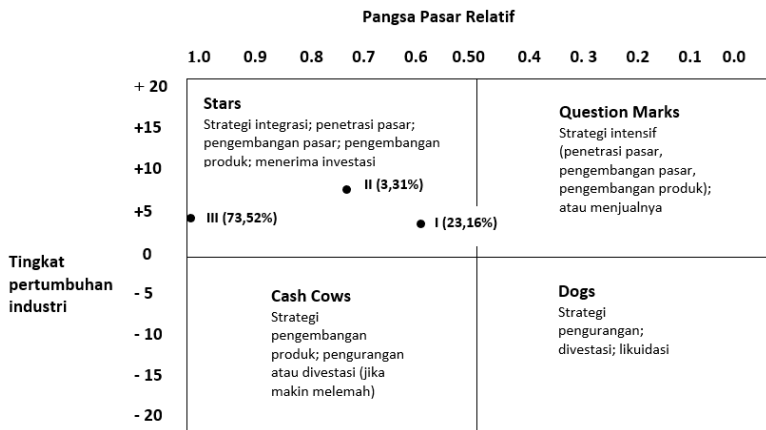 Pangsa Pasar Relatif
1.0 0.9 0.8 0.7 0.6 0.50 0.4 0. 3 0.2 0.1 0.0
+ 20
+15
+10
+5
0
- 5
- 10
- 15
- 20
Tingkat
pertumbuhan
industri
Stars
Strategi integrasi; penetrasi pasar;
pengembangan pasar; pengembangan
produk; menerima investasi
II (3,31%)
III (73,52%)
I (23,16%)
Question Marks
Strategi intensif
(penetrasi pasar,
pengembangan pasar,
pengembangan produk);
atau menjualnya
Cash Cows
Strategi
pengembangan
produk; pengurangan
atau divestasi (jika
makin melemah)
Dogs
Strategi
pengurangan;
divestasi; likuidasi